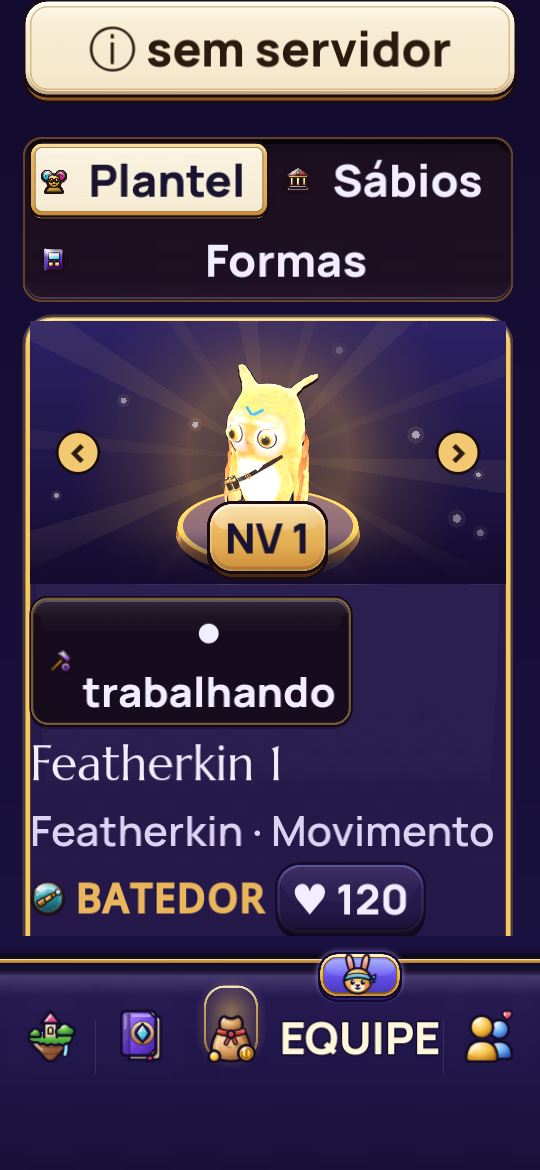 ⓘ sem servidor
Plantel
Sábios
Formas
NV 1
● trabalhando
Featherkin 1
Featherkin · Movimento
BATEDOR ♥ 120
EQUIPE